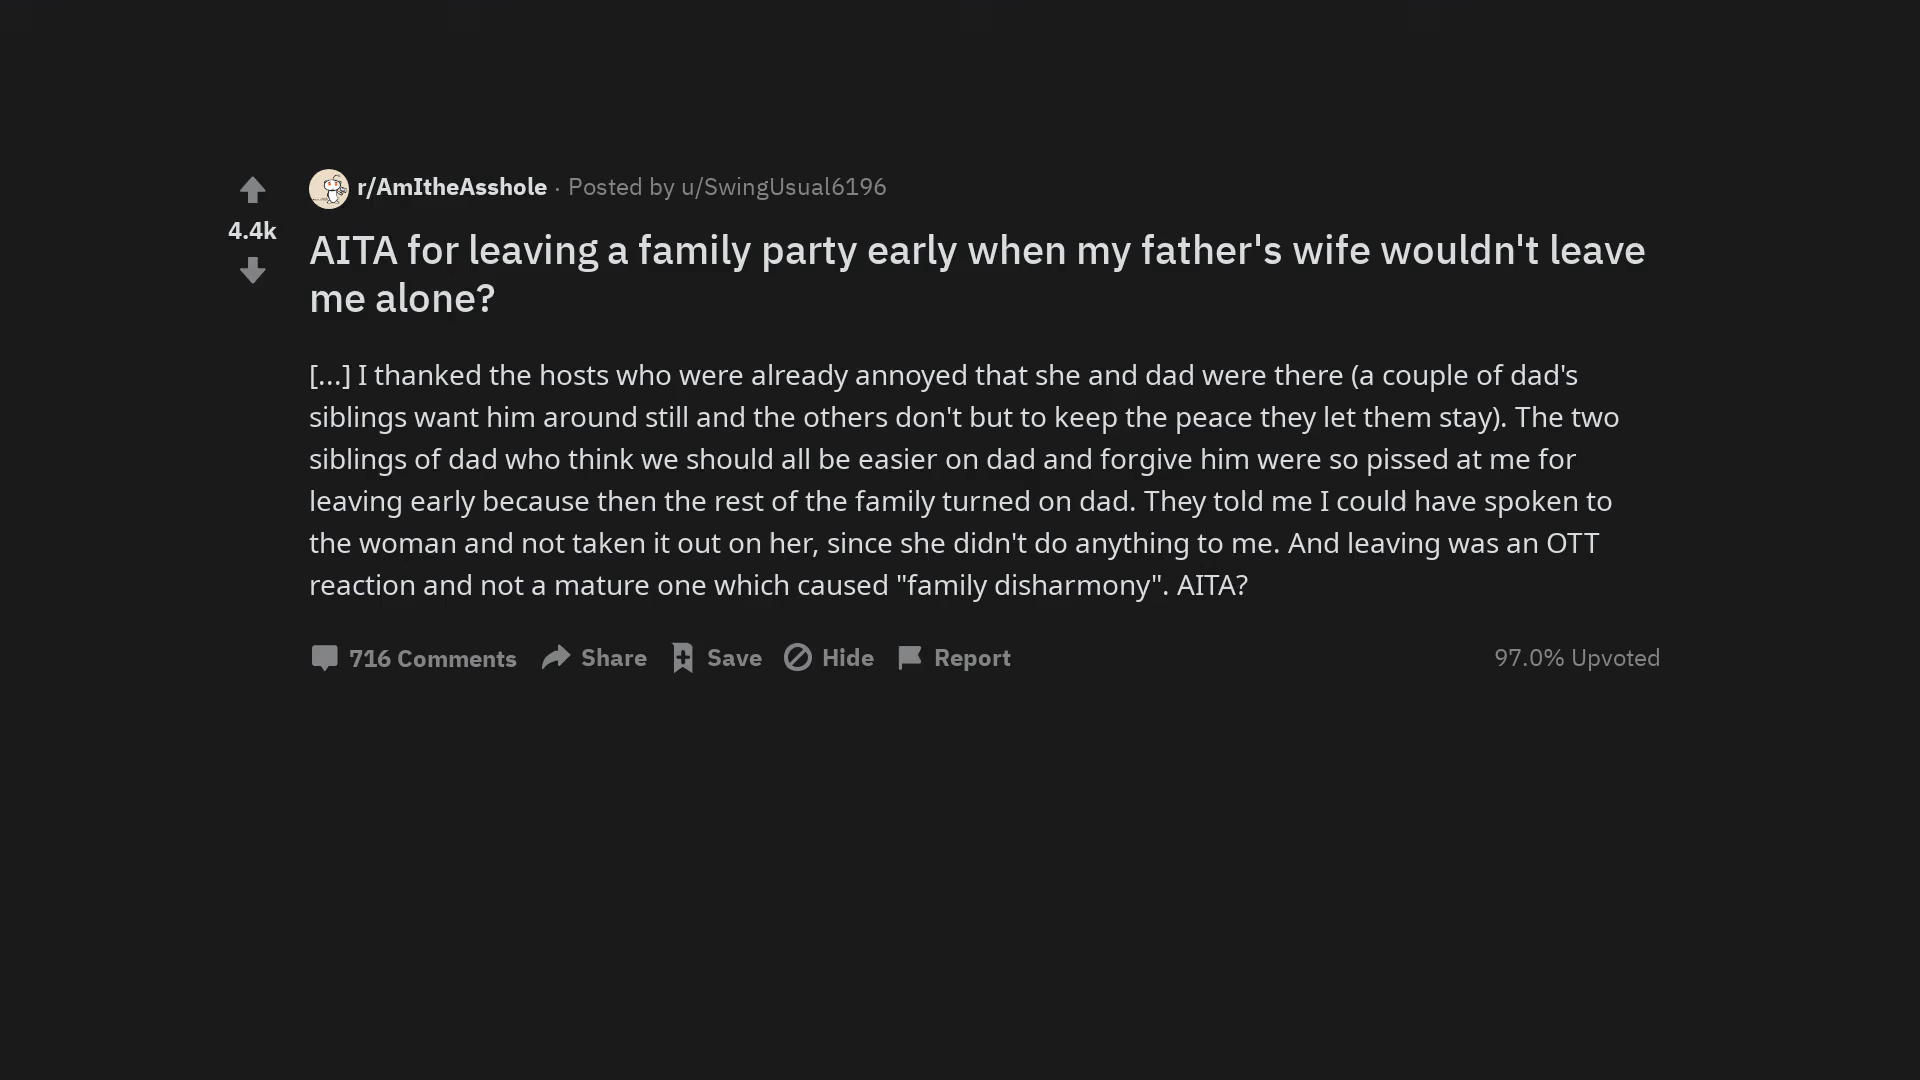 r/AmItheAsshole · Posted by u/SwingUsual6196
4.4k
AITA for leaving a family party early when my father's wife wouldn't leave
me alone?
[...] I thanked the hosts who were already annoyed that she and dad were there (a couple of dad's
siblings want him around still and the others don't but to keep the peace they let them stay). The two
siblings of dad who think we should all be easier on dad and forgive him were so pissed at me for
leaving early because then the rest of the family turned on dad. They told me I could have spoken to
the woman and not taken it out on her, since she didn't do anything to me. And leaving was an OTT
reaction and not a mature one which caused "family disharmony". AITA?
716 Comments Share Save Hide Report 97.0% Upvoted